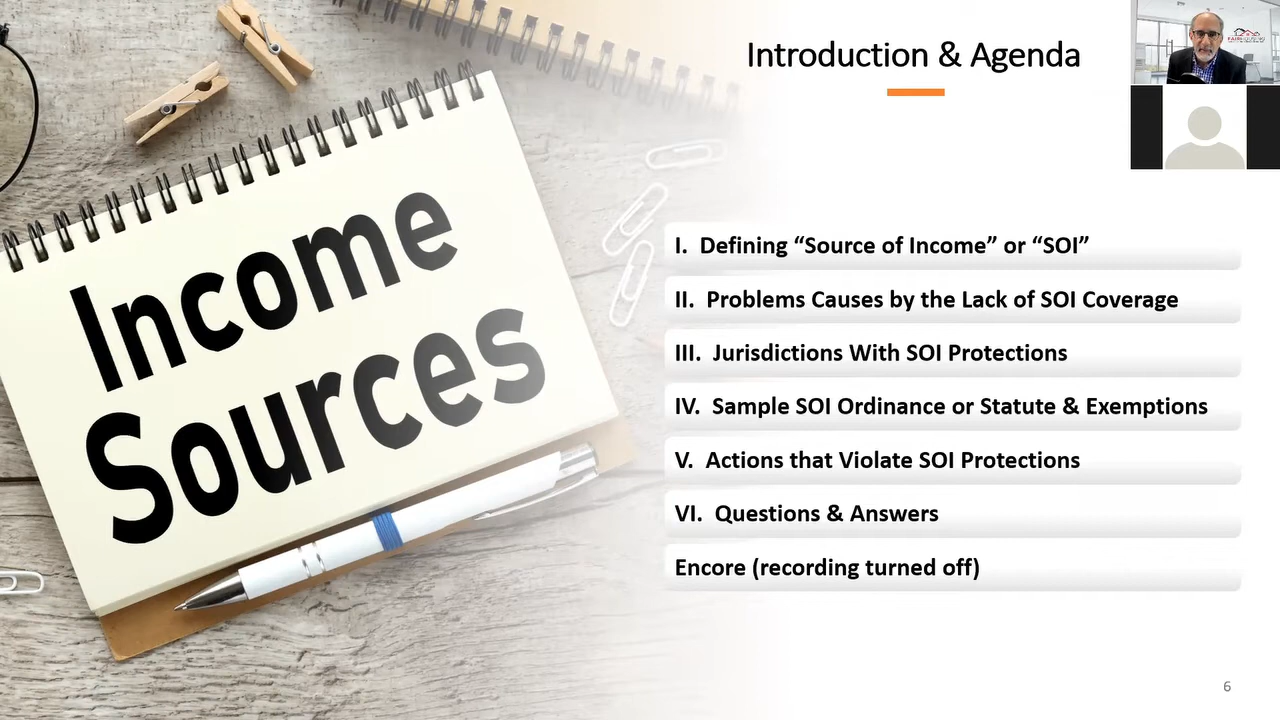 Introduction & Agenda
Income
Sources
I.  Defining “Source of Income” or “SOI”
II.  Problems Causes by the Lack of SOI Coverage
III.  Jurisdictions With SOI Protections
IV.  Sample SOI Ordinance or Statute & Exemptions
V.  Actions that Violate SOI Protections
VI.  Questions & Answers
Encore (recording turned off)
6